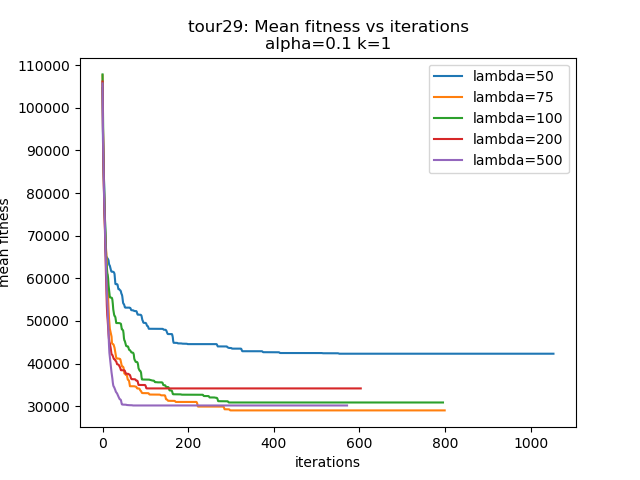 tour29: Mean fitness vs iterations
alpha=0.1 k=1
110000
100000
90000
80000
70000
60000
50000
40000
30000
mean fitness
lambda=50
lambda=75
lambda=100
lambda=200
lambda=500
0 200 400 600 800 1000
iterations